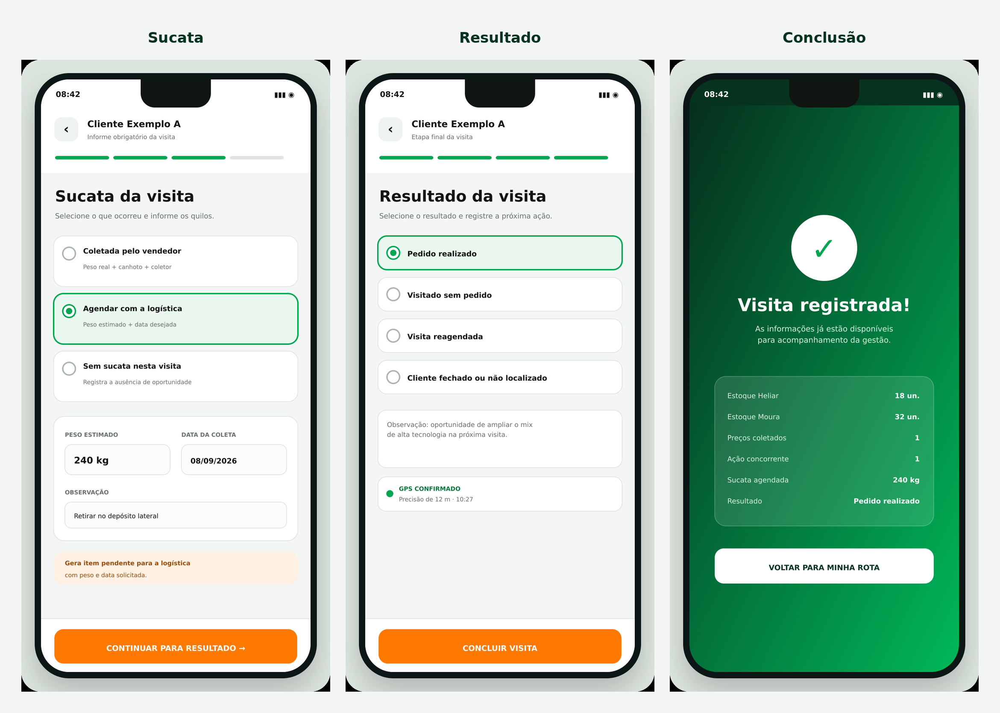 Sucata
08:42
‹
Cliente Exemplo A
Informe obrigatório da visita
Sucata da visita
Selecione o que ocorreu e informe os quilos.
Coletada pelo vendedor
Peso real + canhoto + coletor
Agendar com a logística
Peso estimado + data desejada
Sem sucata nesta visita
Registra a ausência de oportunidade
PESO ESTIMADO
DATA DA COLETA
240 kg
08/09/2026
OBSERVAÇÃO
Retirar no depósito lateral
Gera item pendente para a logística
com peso e data solicitada.
CONTINUAR PARA RESULTADO →
Resultado
08:42
‹
Cliente Exemplo A
Etapa final da visita
Resultado da visita
Selecione o resultado e registre a próxima ação.
Pedido realizado
Visitado sem pedido
Visita reagendada
Cliente fechado ou não localizado
Observação: oportunidade de ampliar o mix
de alta tecnologia na próxima visita.
GPS CONFIRMADO
Precisão de 12 m · 10:27
CONCLUIR VISITA
Conclusão
08:42
✓
Visita registrada!
As informações já estão disponíveis
para acompanhamento da gestão.
Estoque Heliar 18 un.
Estoque Moura 32 un.
Preços coletados 1
Ação concorrente 1
Sucata agendada 240 kg
Resultado Pedido realizado
VOLTAR PARA MINHA ROTA